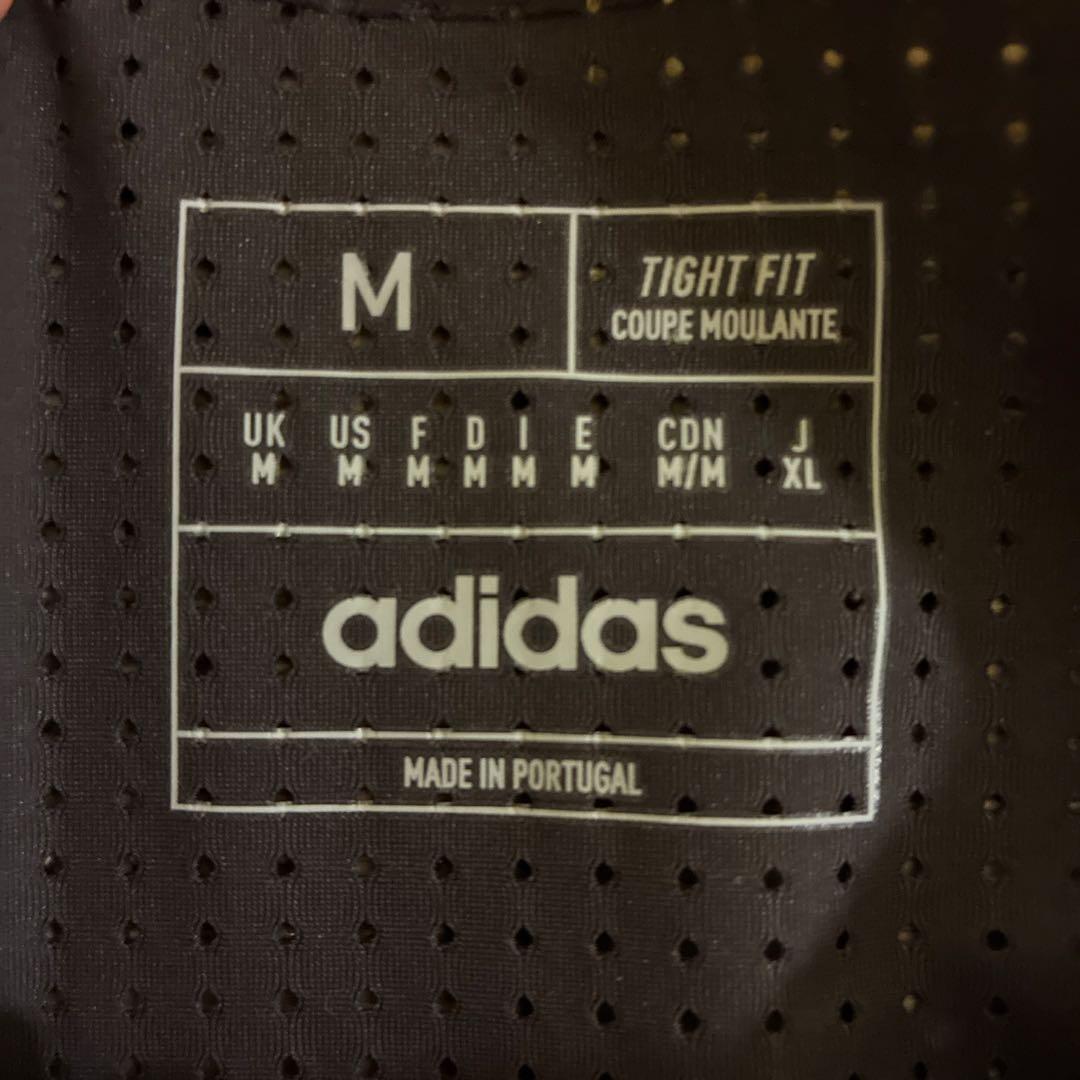 M
TIGHT FIT
COUPE MOULANTE
UK US F D I E CDN J
M M M M M M M/M XL
adidas
MADE IN PORTUGAL